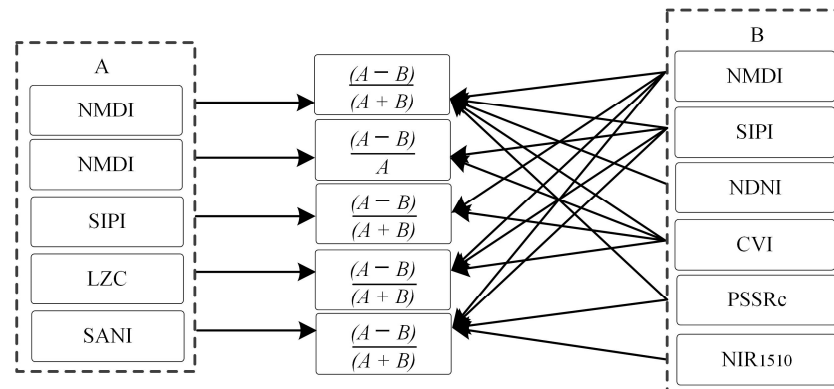 A
NMDI
NMDI
SIPI
LZC
SANI
(A − B)
(A + B)
(A − B)
A
(A − B)
(A + B)
(A − B)
(A + B)
(A − B)
(A + B)
B
NMDI
SIPI
NDNI
CVI
PSSRc
NIR1510